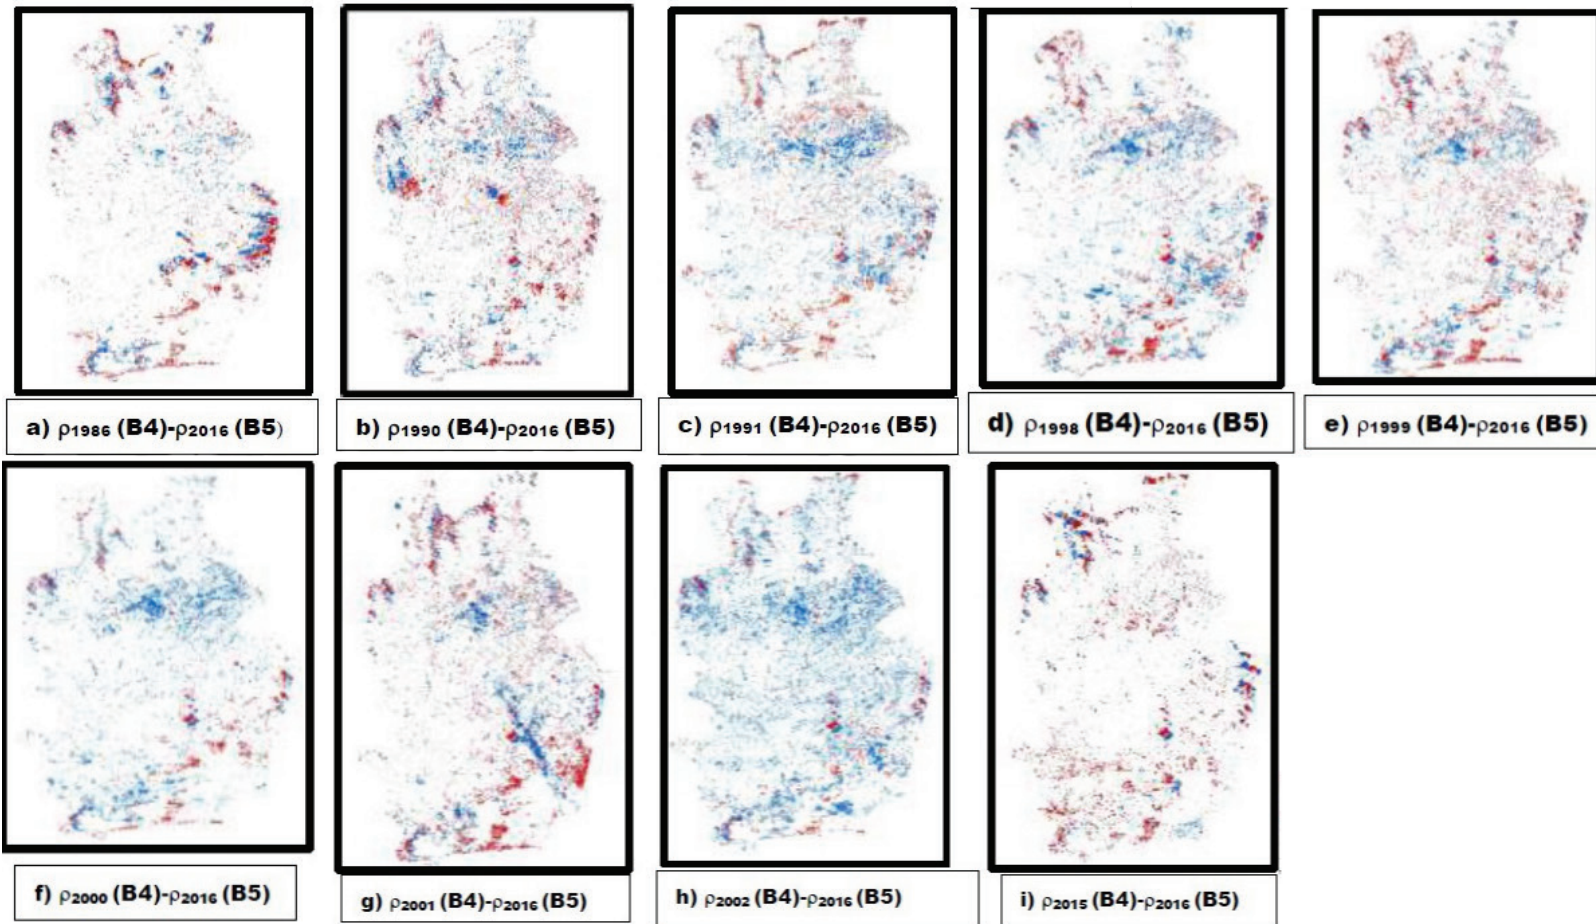 a) ρ1986 (B4)-ρ2016 (B5)
b) ρ1990 (B4)-ρ2016 (B5)
c) ρ1991 (B4)-ρ2016 (B5)
d) ρ1998 (B4)-ρ2016 (B5)
e) ρ1999 (B4)-ρ2016 (B5)
f) ρ2000 (B4)-ρ2016 (B5)
g) ρ2001 (B4)-ρ2016 (B5)
h) ρ2002 (B4)-ρ2016 (B5)
i) ρ2015 (B4)-ρ2016 (B5)